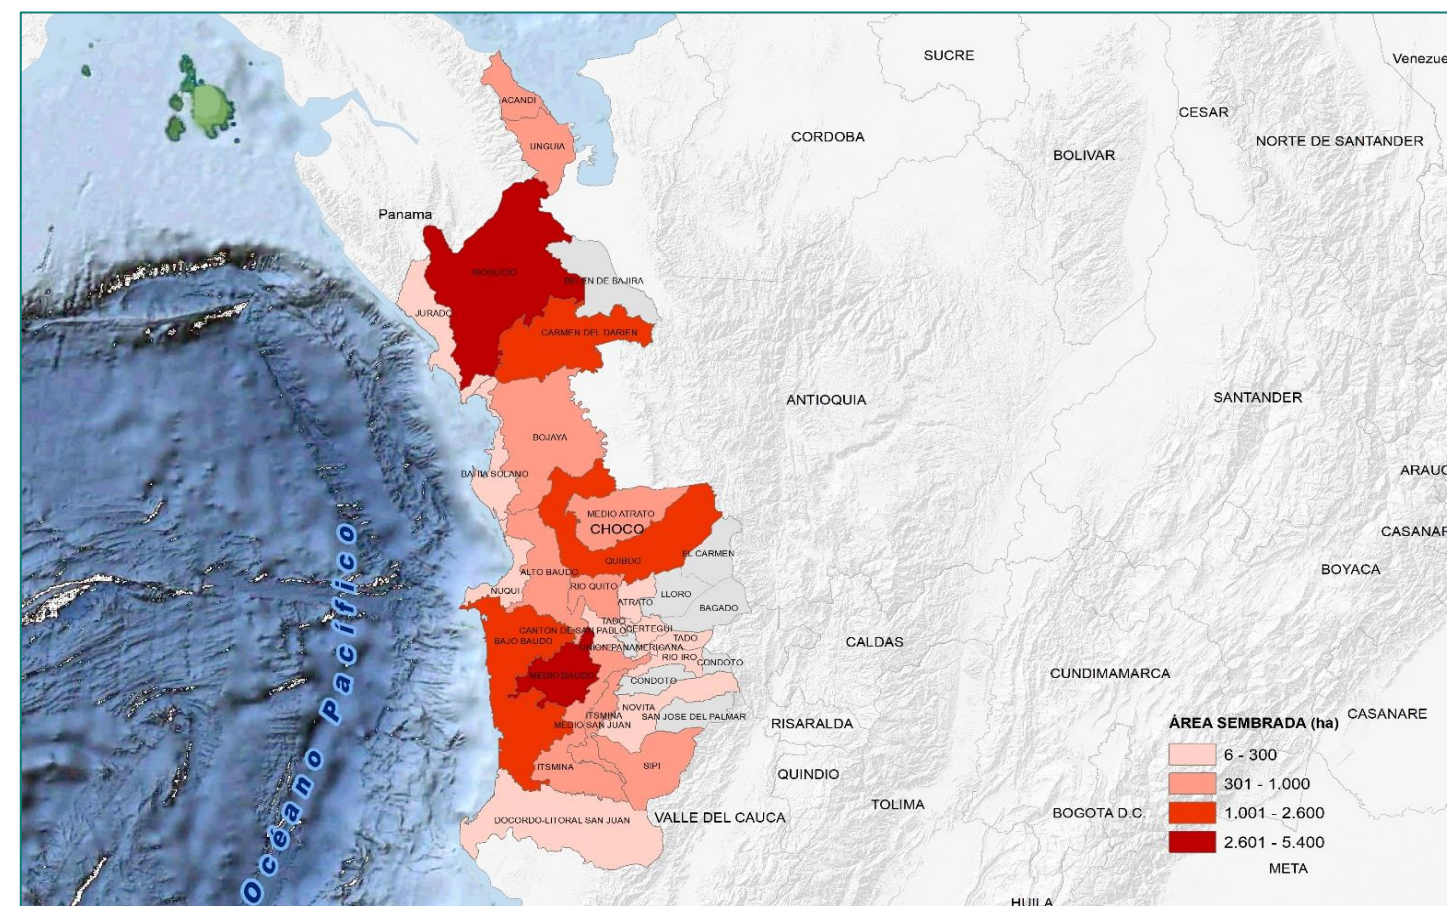 SUCRE
Venezue
CESAR
CORDOBA
NORTE DE SANTANDER
BOLIVAR
ACANDI
UNGUIA
Panama
RIOSUCIO
BELEN DE BAJIRA
JURADO
CARMEN DEL DARIEN
ANTIOQUIA
SANTANDER
BOJAYA
BAHIA SOLANO
ARAUC
MEDIO ATRATO
CHOCO
CASANAR
EL CARMEN
QUIBDO
BOYACA
ALTO BAUDO
RIO QUITO
NUQUI
LLORO
ATRATO
BAGADO
CANTON DE SAN PABLO
CERTEGUI
BAJO BAUDO
TADO
UNION PANAMERICANA
CALDAS
RIO IRO
CONDOTO
MEDIO BAUDO
CONDOTO
CUNDIMAMARCA
NOVITA
ITSMINA
SAN JOSE DEL PALMAR
MEDIO SAN JUAN
RISARALDA
CASANARE
ÁREA SEMBRADA (ha)
6 - 300
301 - 1.000
1.001 - 2.600
2.601 - 5.400
ITSMINA
SIPI
QUINDIO
TOLIMA
BOGOTA D.C.
DOCORDO-LITORAL SAN JUAN
VALLE DEL CAUCA
META
HUILA
Océano Pacífico